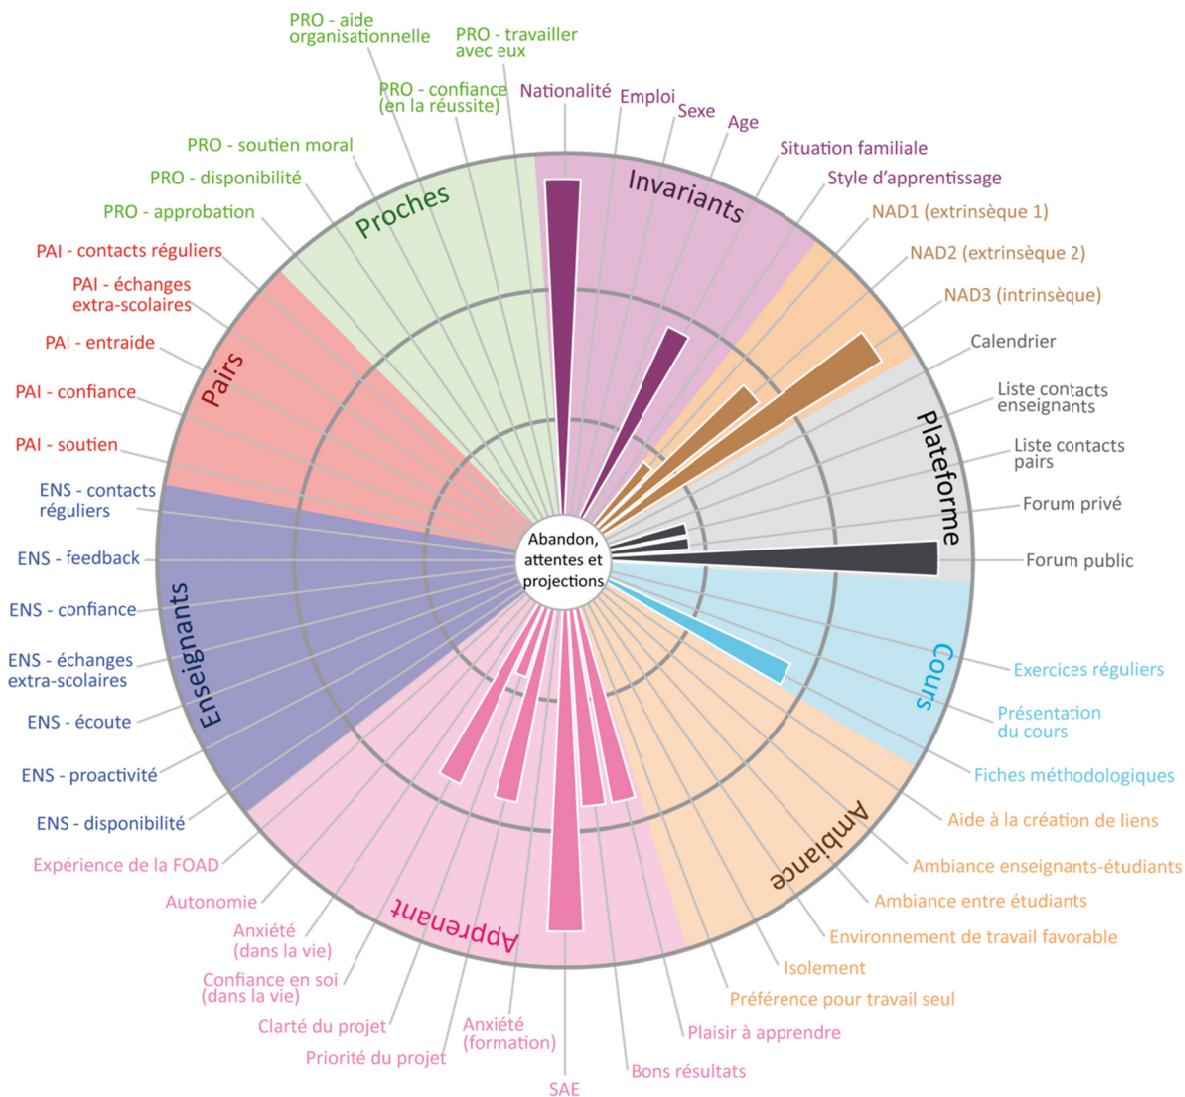 PRO - aide
organisationnelle
PRO - travailler
avec eux
PRO - confiance
(en la réussite)
Nationalité
Emploi
Sexe
Age
Situation familiale
Style d'apprentissage
NAD1 (extrinsèque 1)
NAD2 (extrinsèque 2)
NAD3 (intrinsèque)
Calendrier
Liste contacts
enseignants
Liste contacts
pairs
Forum privé
Forum public
Exercices réguliers
Présentation
du cours
Fiches méthodologiques
Aide à la création de liens
Ambiance enseignants-étudiants
Ambiance entre étudiants
Environnement de travail favorable
Isolement
Préférence pour travail seul
Plaisir à apprendre
Bons résultats
SAE
Anxiété
(formation)
Priorité du projet
Clarté du projet
Confiance en soi
(dans la vie)
Anxiété
(dans la vie)
Autonomie
Expérience de la FOAD
ENS - disponibilité
ENS - proactivité
ENS - écoute
ENS - échanges
extra-scolaires
ENS - confiance
ENS - feedback
ENS - contacts
réguliers
PAI - soutien
PAI - confiance
PAI - entraide
PAI - échanges
extra-scolaires
PAI - contacts réguliers
PRO - approbation
PRO - disponibilité
PRO - soutien moral
Proches
Invariants
Plateforme
Cours
Ambiance
Apprenant
Enseignants
Pairs
Abandon,
attentes et
projections